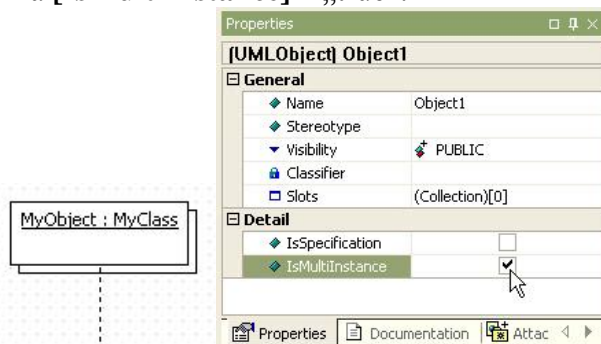 Properties
(UMLObject) Object1
General
Name Object1
Stereotype
Visibility PUBLIC
Classifier
Slots (Collection)[0]
MyObject : MyClass
Detail
IsSpecification
IsMultiInstance
Properties Documentation Attac